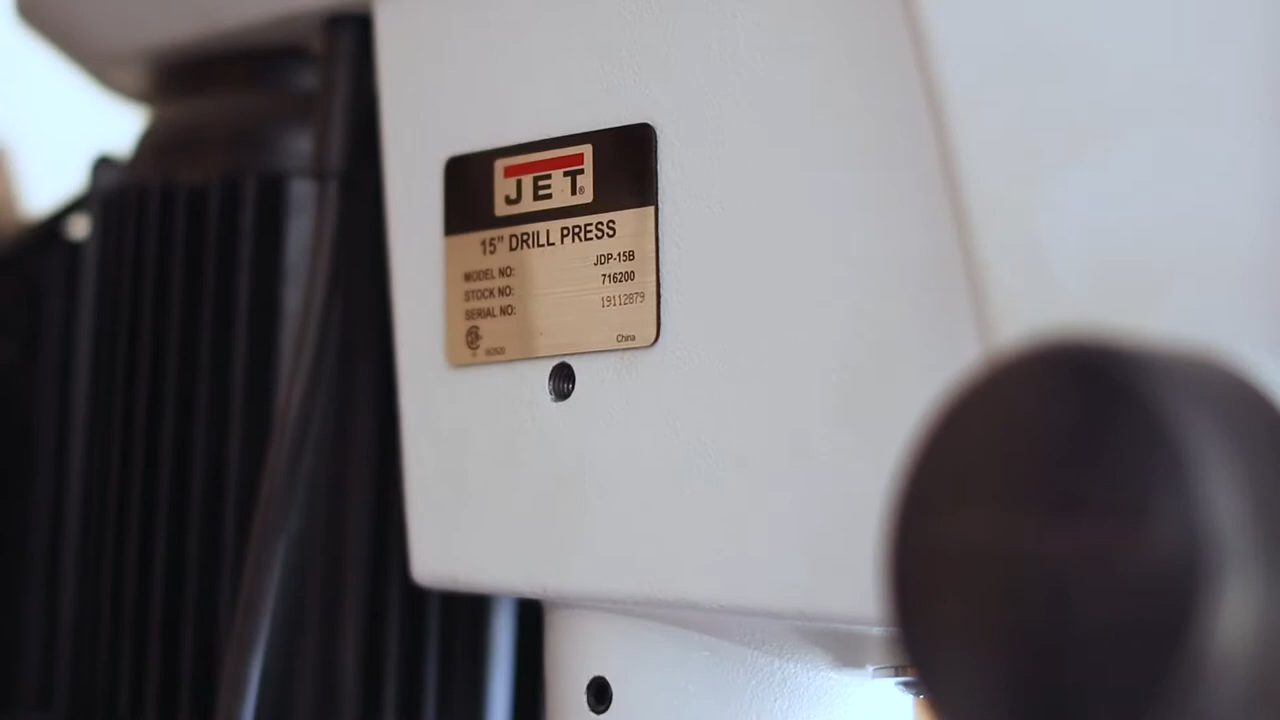 JET®
15” DRILL PRESS
MODEL NO: JDP-15B
STOCK NO: 716200
SERIAL NO: 19112879
China